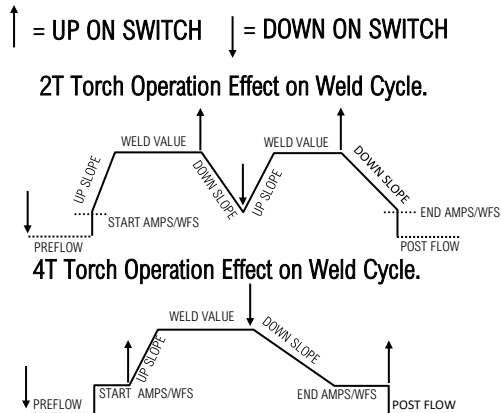 = UP ON SWITCH = DOWN ON SWITCH
2T Torch Operation Effect on Weld Cycle.
WELD VALUE WELD VALUE
UP SLOPE DOWN SLOPE UP SLOPE DOWN SLOPE
START AMPS/WFS END AMPS/WFS
PREFLOW POST FLOW
4T Torch Operation Effect on Weld Cycle.
WELD VALUE
UP SLOPE DOWN SLOPE
START AMPS/WFS END AMPS/WFS
PREFLOW POST FLOW